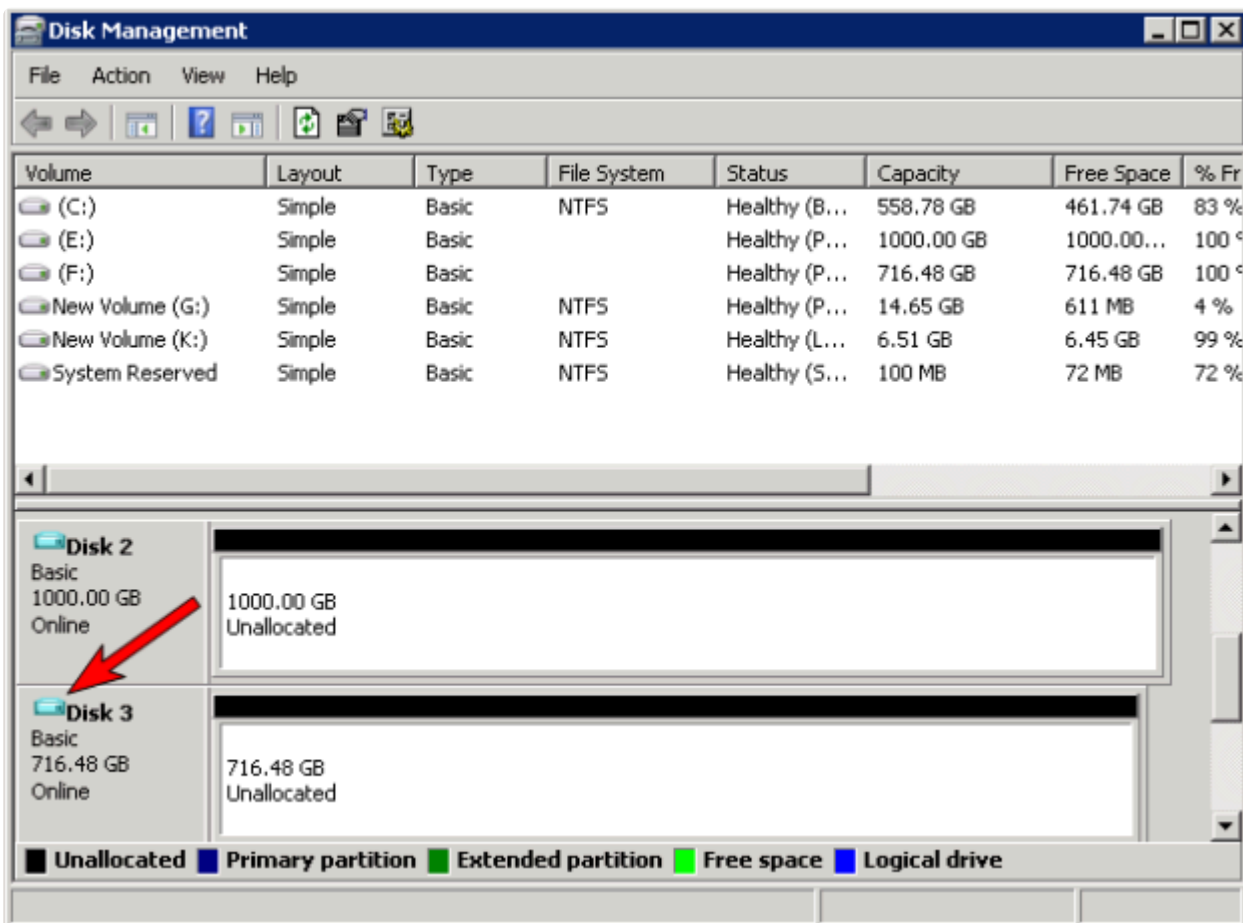 Disk Management
File Action View Help
Volume Layout Type File System Status Capacity Free Space % Fr
(C:) Simple Basic NTFS Healthy (B... 558.78 GB 461.74 GB 83 %
(E:) Simple Basic Healthy (P... 1000.00 GB 1000.00... 100 %
(F:) Simple Basic Healthy (P... 716.48 GB 716.48 GB 100 %
New Volume (G:) Simple Basic NTFS Healthy (P... 14.65 GB 611 MB 4 %
New Volume (K:) Simple Basic NTFS Healthy (L... 6.51 GB 6.45 GB 99 %
System Reserved Simple Basic NTFS Healthy (S... 100 MB 72 MB 72 %
Disk 2
Basic
1000.00 GB
Online
1000.00 GB
Unallocated
Disk 3
Basic
716.48 GB
Online
716.48 GB
Unallocated
Unallocated Primary partition Extended partition Free space Logical drive